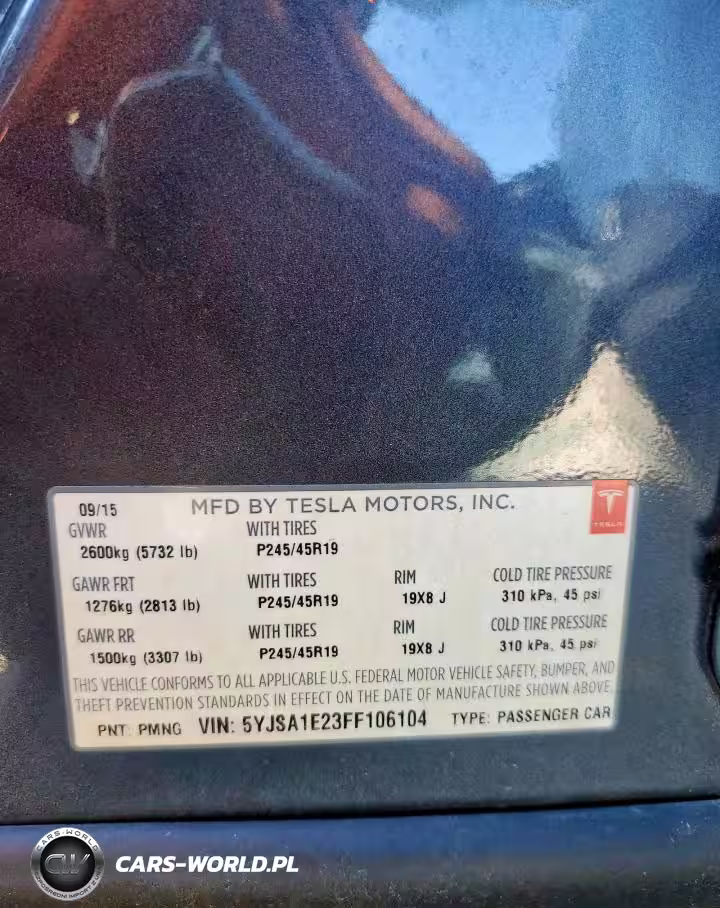 09/15 MFD BY TESLA MOTORS, INC.
TESLA
GVWR WITH TIRES
2600kg (5732 lb) P245/45R19
GAWR FRT WITH TIRES RIM COLD TIRE PRESSURE
1276kg (2813 lb) P245/45R19 19X8 J 310 kPa, 45 psi
GAWR RR WITH TIRES RIM COLD TIRE PRESSURE
1500kg (3307 lb) P245/45R19 19X8 J 310 kPa, 45 psi
THIS VEHICLE CONFORMS TO ALL APPLICABLE U.S. FEDERAL MOTOR VEHICLE SAFETY, BUMPER, AND
THEFT PREVENTION STANDARDS IN EFFECT ON THE DATE OF MANUFACTURE SHOWN ABOVE
PNT: PMNG VIN: 5YJSA1E23FF106104 TYPE: PASSENGER CAR
CARS-WORLD
CW
CARS-WORLD.PL